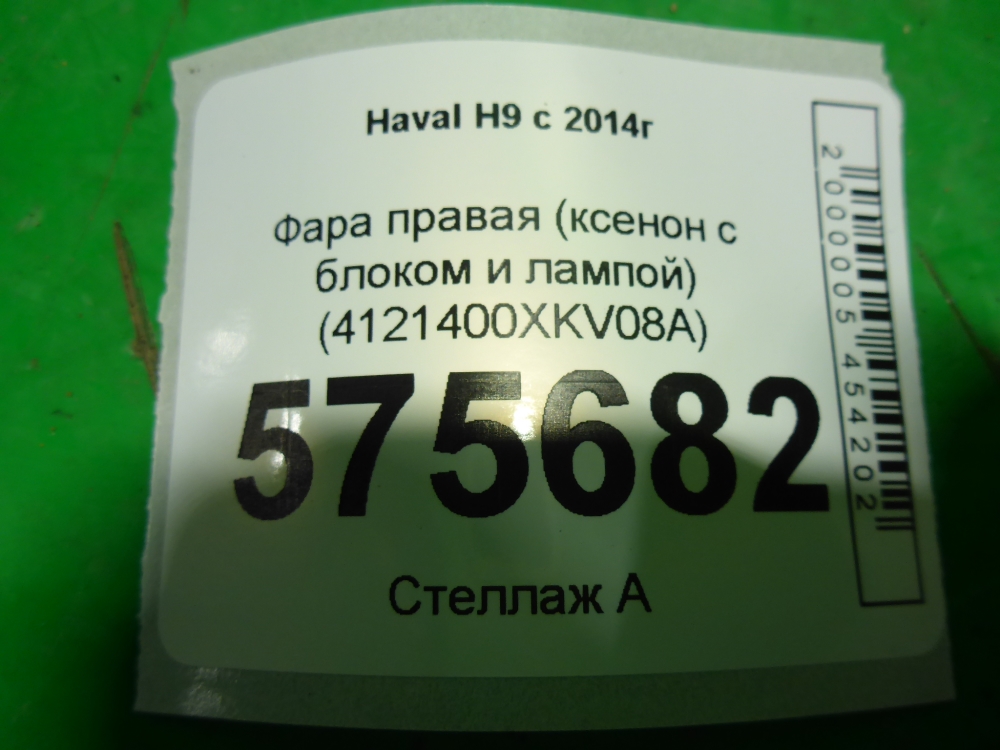 Haval H9 с 2014г
Фара правая (ксенон с
блоком и лампой)
(4121400XKV08A)
575682
Стеллаж А
2000005454202